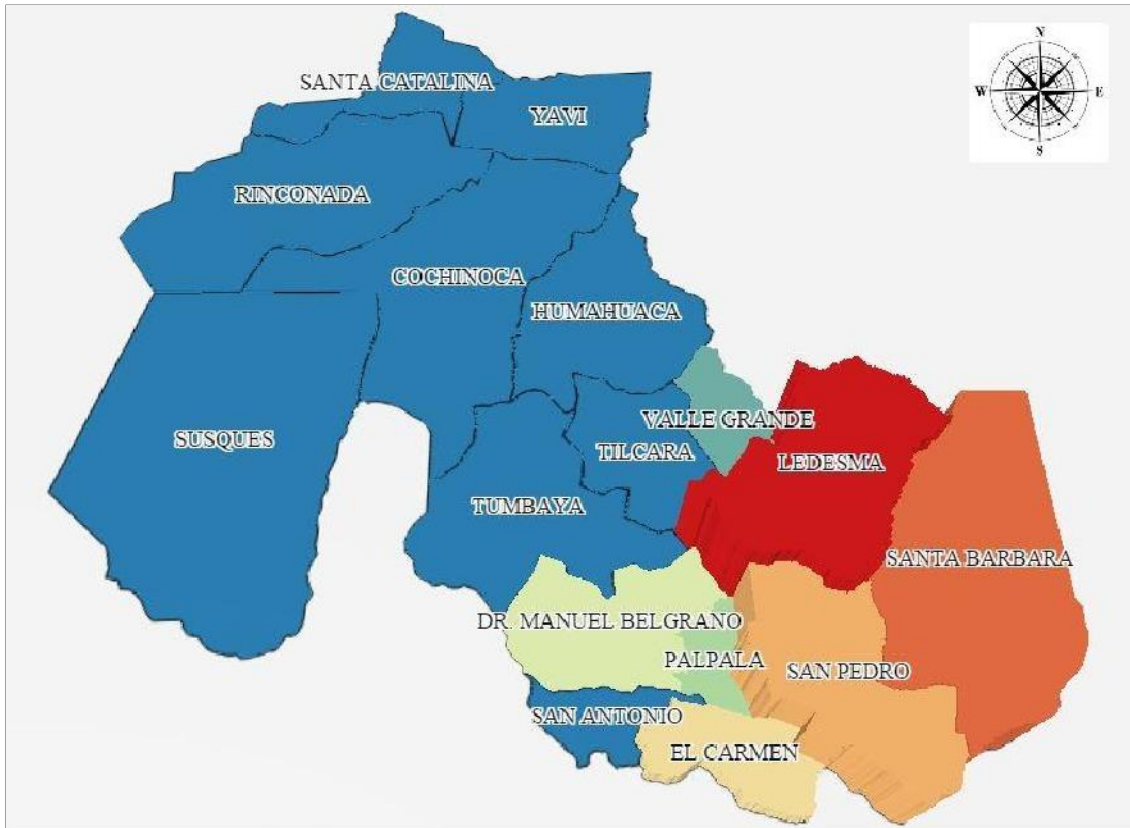 N
W
E
S
SANTA CATALINA
YAVI
RINCONADA
COCHINOCA
HUMAHUACA
VALLE GRANDE
SUSQUES
TILCARA
LEDESMA
TUMBAYA
SANTA BARBARA
DR. MANUEL BELGRANO
PALPALA
SAN PEDRO
SAN ANTONIO
EL CARMEN